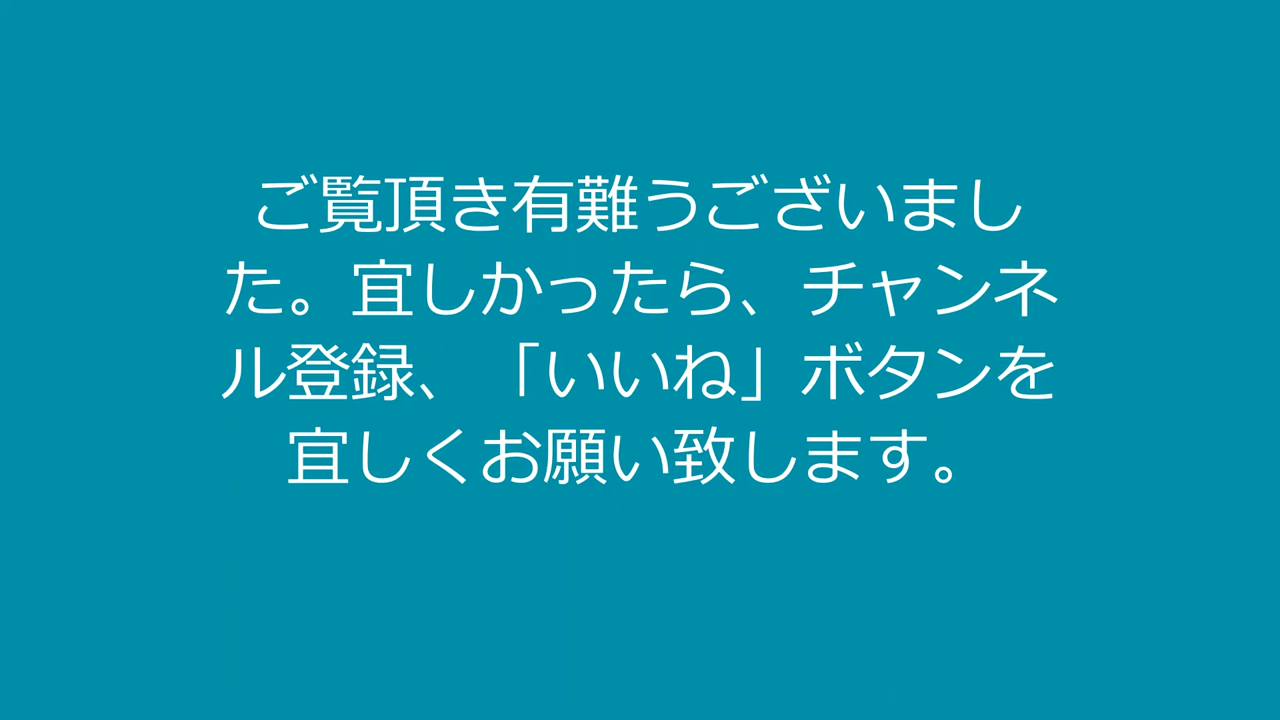 ご覧頂き有難うございまし
た。宜しかったら、チャンネ
ル登録、「いいね」ボタンを
宜しくお願い致します。